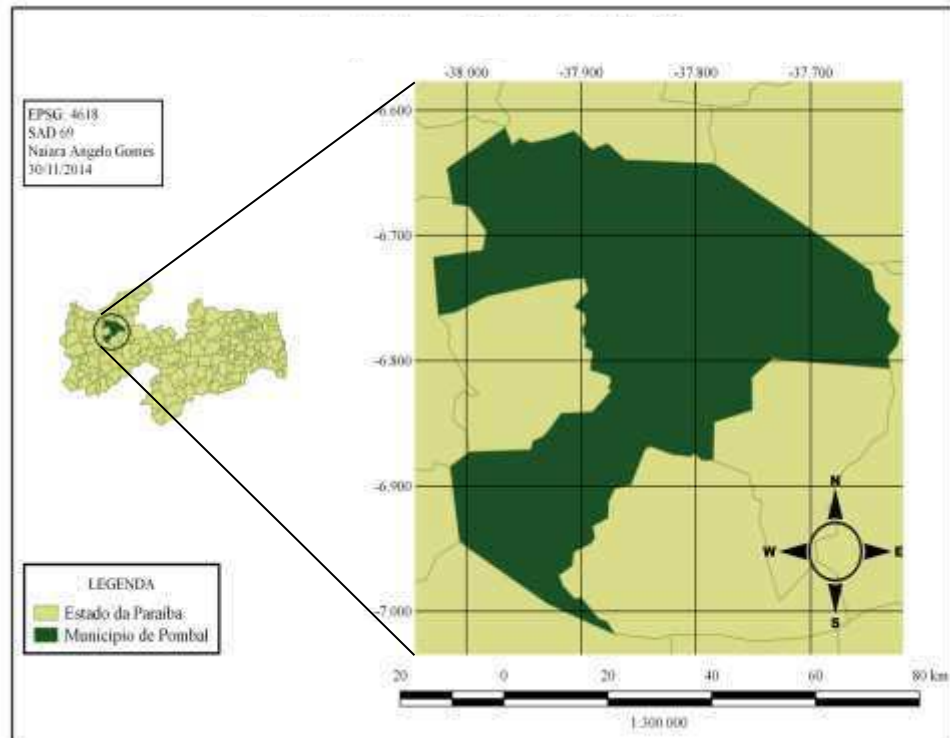 -38.000 -37.900 -37.800 -37.700
EPSG: 4618
SAD 69
Naiara Angelo Gomes
30/11/2014
-6.600
-6.700
-6.800
-6.900
-7.000
N
W E
S
LEGENDA
Estado da Paraíba
Município de Pombal
20 0 20 40 60 80 km
1:300.000